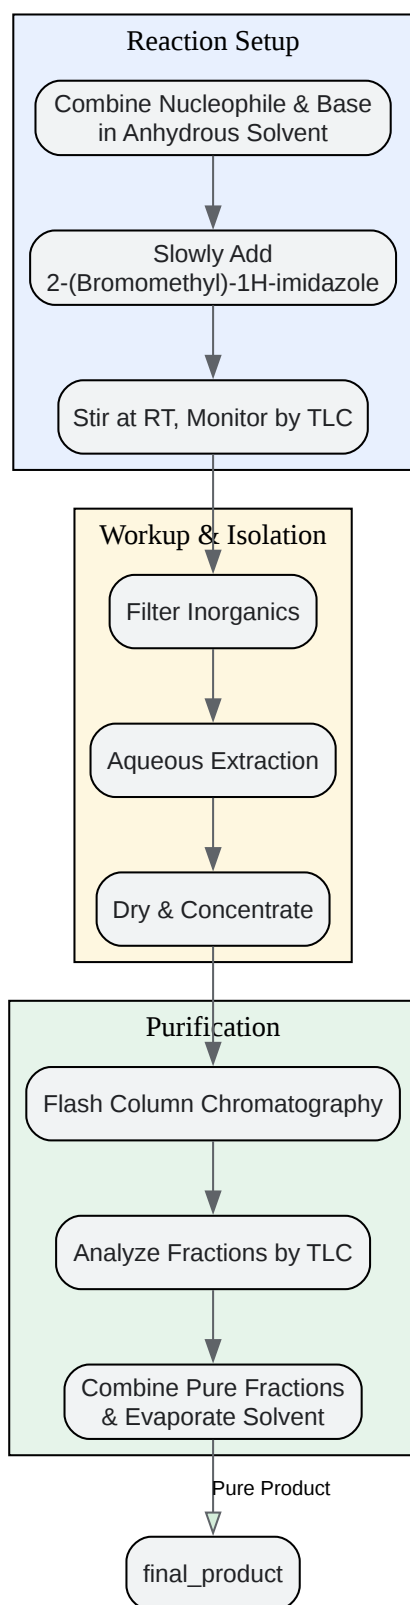 Reaction Setup
Combine Nucleophile & Base
in Anhydrous Solvent
Slowly Add
2-(Bromomethyl)-1H-imidazole
Stir at RT, Monitor by TLC
Workup & Isolation
Filter Inorganics
Aqueous Extraction
Dry & Concentrate
Purification
Flash Column Chromatography
Analyze Fractions by TLC
Combine Pure Fractions
& Evaporate Solvent
Pure Product
final_product